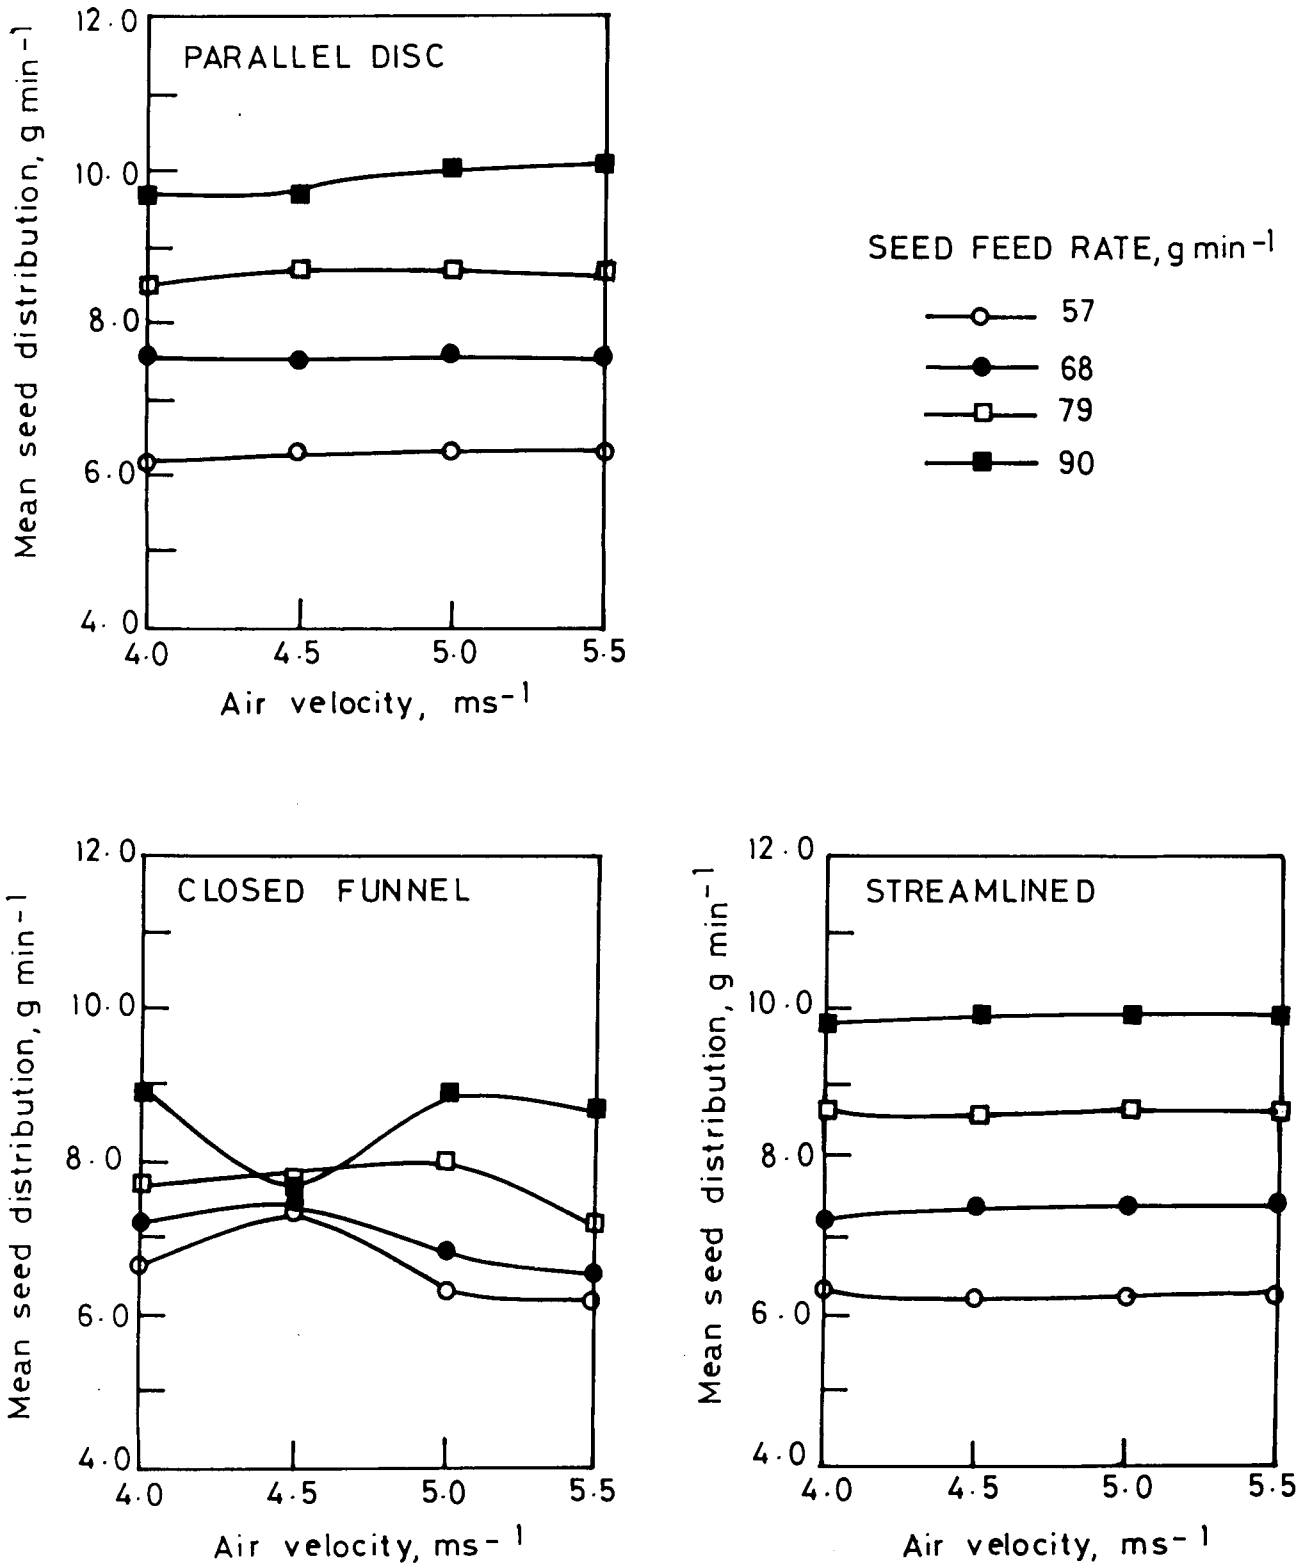 Mean seed distribution, g min⁻¹
12.0
10.0
8.0
6.0
4.0
PARALLEL DISC
4.0 4.5 5.0 5.5
Air velocity, ms⁻¹
SEED FEED RATE, g min⁻¹
57
68
79
90
Mean seed distribution, g min⁻¹
12.0
10.0
8.0
6.0
4.0
CLOSED FUNNEL
4.0 4.5 5.0 5.5
Air velocity, ms⁻¹
Mean seed distribution, g min⁻¹
12.0
10.0
8.0
6.0
4.0
STREAMLINED
4.0 4.5 5.0 5.5
Air velocity, ms⁻¹